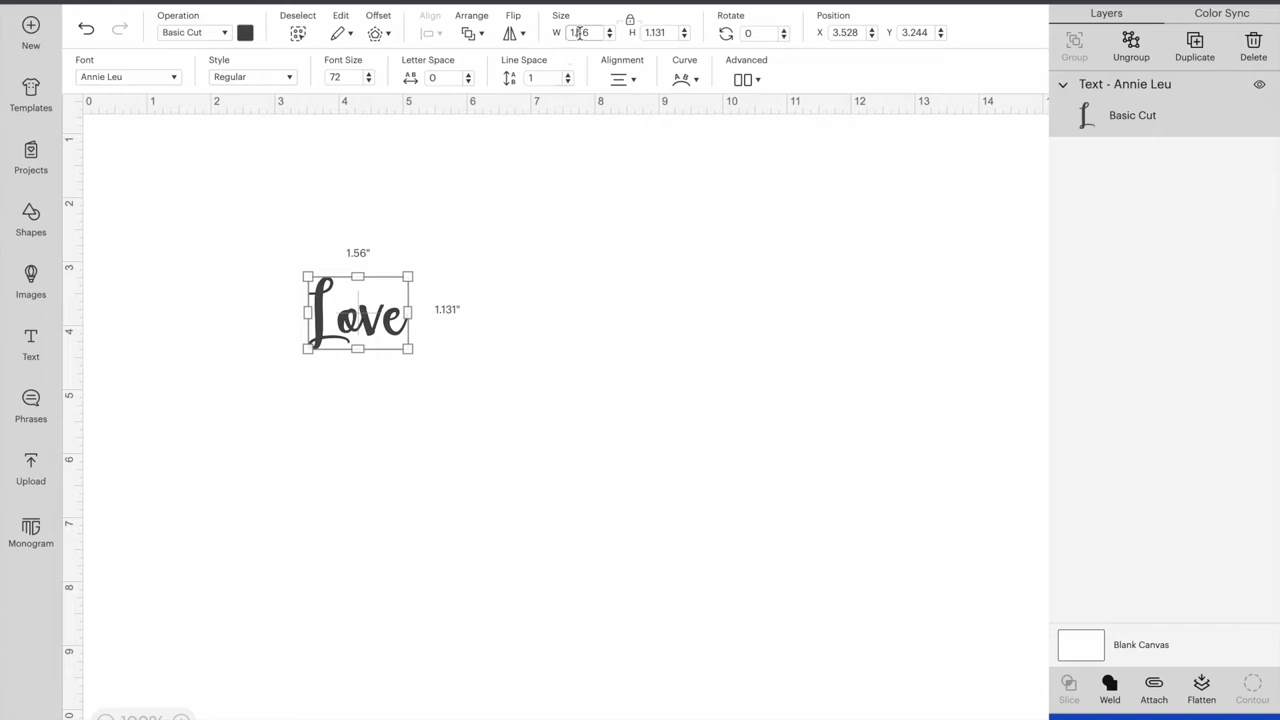 Operation Deselect Edit Offset Align Arrange Flip Size Rotate Position
Basic Cut W H 1.131 0 X 3.528 Y 3.244
Font Style Font Size Letter Space Line Space Alignment Curve Advanced
Annie Leu Regular 72 VA 0 1
0 1 2 3 4 5 6 7 8 9 10 11 12 13 14
1
2
3
4
5
6
7
8
9
New
Templates
Projects
Shapes
Images
Text
Phrases
Upload
MG
Monogram
1.56"
Love
1.131"
Layers Color Sync
Group Ungroup Duplicate Delete
Text - Annie Leu
L Basic Cut
Blank Canvas
Slice Weld Attach Flatten Contour